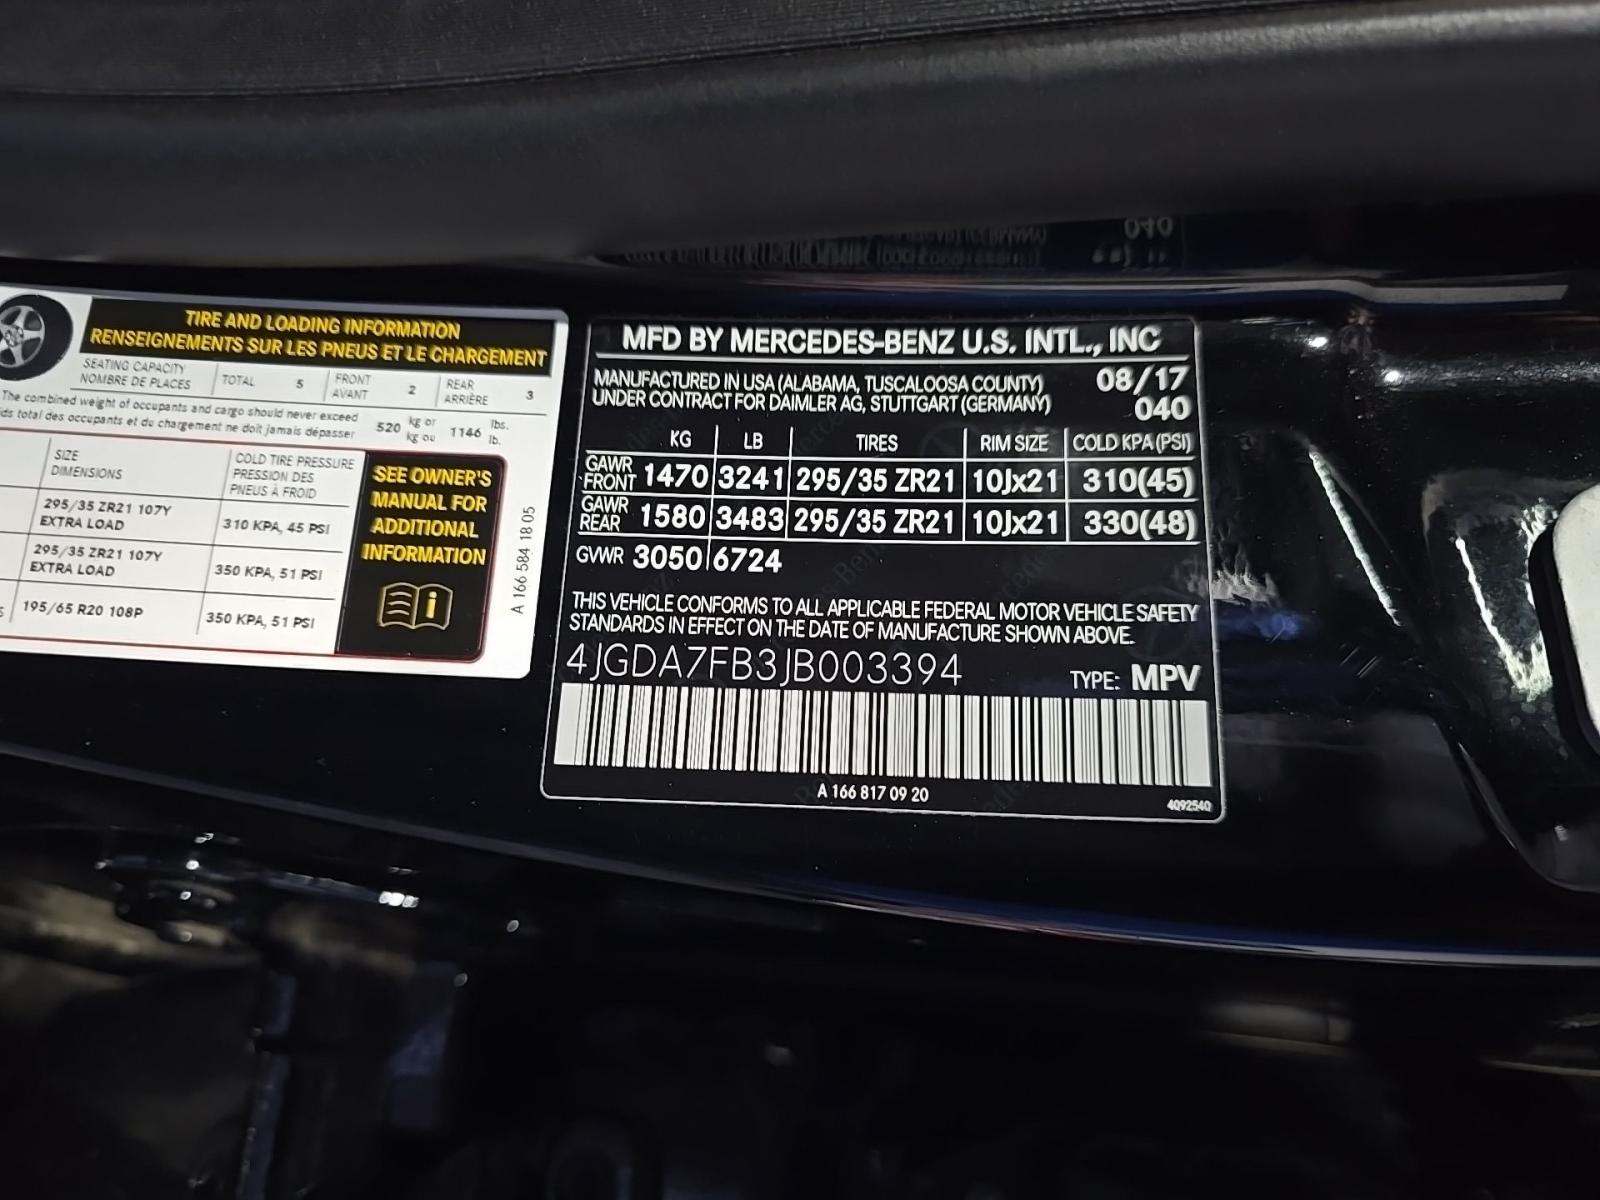 TIRE AND LOADING INFORMATION
RENSEIGNEMENTS SUR LES PNEUS ET LE CHARGEMENT
SEATING CAPACITY
NOMBRE DE PLACES
TOTAL 5
FRONT
AVANT
2
REAR
ARRIÈRE
3
The combined weight of occupants and cargo should never exceed
total des occupants et du chargement ne doit jamais dépasser
520 kg or
kg ou
1146 lbs.
lb.
SIZE
DIMENSIONS
COLD TIRE PRESSURE
PRESSION DES
PNEUS À FROID
295/35 ZR21 107Y
EXTRA LOAD
310 KPA, 45 PSI
295/35 ZR21 107Y
EXTRA LOAD
350 KPA, 51 PSI
195/65 R20 108P
350 KPA, 51 PSI
SEE OWNER'S
MANUAL FOR
ADDITIONAL
INFORMATION
A 166 584 18 05
MFD BY MERCEDES-BENZ U.S. INTL., INC
MANUFACTURED IN USA (ALABAMA, TUSCALOOSA COUNTY)
UNDER CONTRACT FOR DAIMLER AG, STUTTGART (GERMANY)
08/17
040
KG LB TIRES RIM SIZE COLD KPA(PSI)
GAWR
FRONT 1470 3241 295/35 ZR21 10Jx21 310(45)
GAWR
REAR 1580 3483 295/35 ZR21 10Jx21 330(48)
GVWR 3050 6724
THIS VEHICLE CONFORMS TO ALL APPLICABLE FEDERAL MOTOR VEHICLE SAFETY
STANDARDS IN EFFECT ON THE DATE OF MANUFACTURE SHOWN ABOVE.
4JGDA7FB3JB003394 TYPE: MPV
A 166 817 09 20
4092540